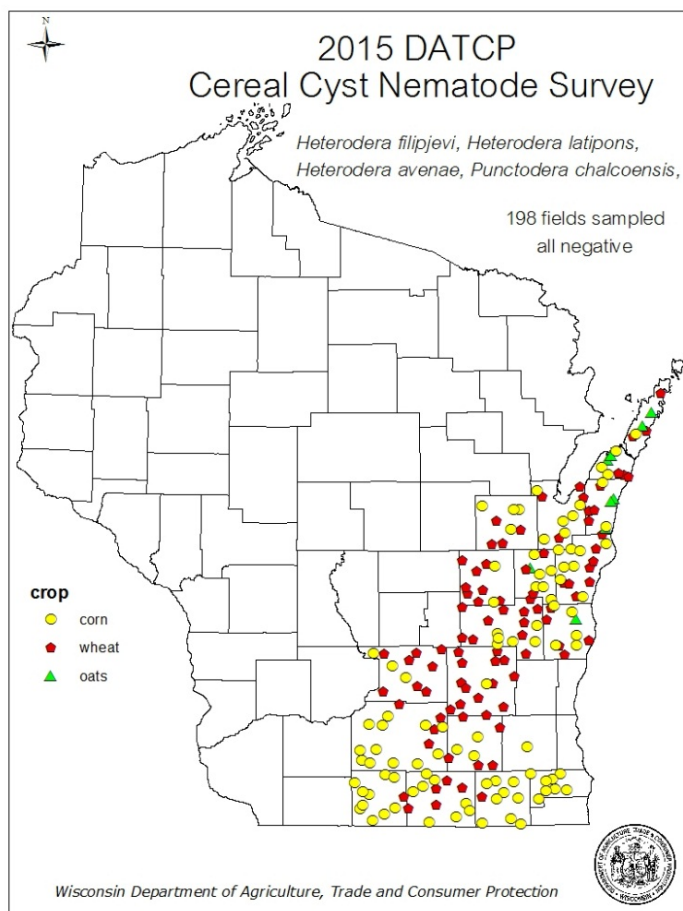 N
2015 DATCP
Cereal Cyst Nematode Survey
Heterodera filipjevi, Heterodera latipons,
Heterodera avenae, Punctodera chalcoensis,
198 fields sampled
all negative
crop
corn
wheat
oats
Wisconsin Department of Agriculture, Trade and Consumer Protection